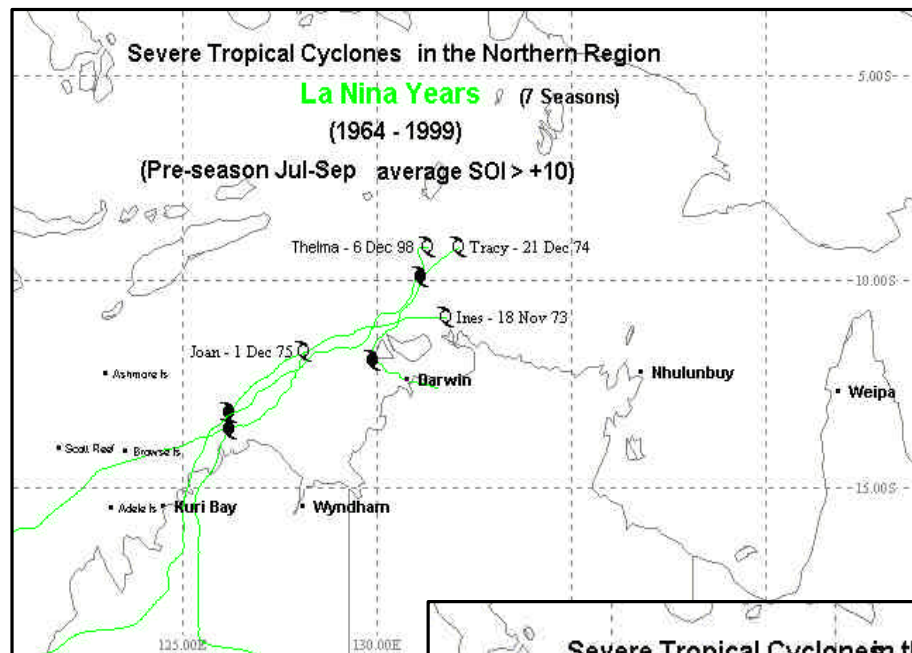 Severe Tropical Cyclones in the Northern Region
5.00S
La Nina Years (7 Seasons)
(1964 - 1999)
(Pre-season Jul-Sep average SOI > +10)
Thelma - 6 Dec 98
Tracy - 21 Dec 74
10.00S
Ines - 18 Nov 73
Joan - 1 Dec 75
Ashmore Is
Darwin
Nhulunbuy
Weipa
Scott Reef
Browse Is
15.00S
Adele Is
Kuri Bay
Wyndham
125.00E
130.00E
Severe Tropical Cyclones